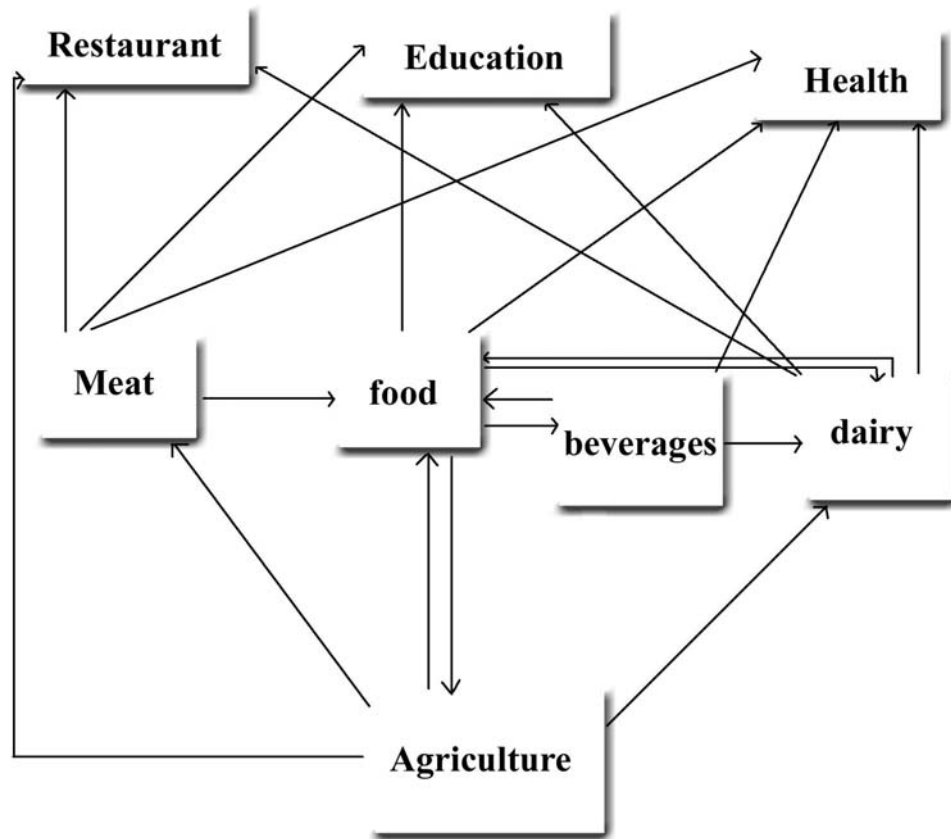 Restaurant
Education
Health
Meat
food
beverages
dairy
Agriculture